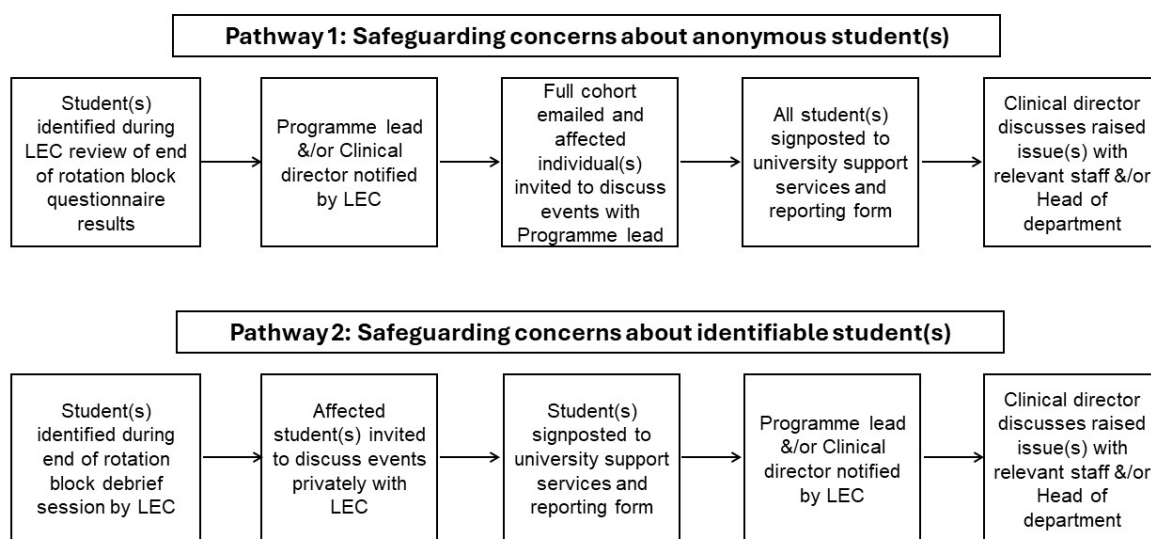 Pathway 1: Safeguarding concerns about anonymous student(s)
Student(s)
identified during
LEC review of end
of rotation block
questionnaire
results
Programme lead
&/or Clinical
director notified
by LEC
Full cohort
emailed and
affected
individual(s)
invited to discuss
events with
Programme lead
All student(s)
signposted to
university support
services and
reporting form
Clinical director
discusses raised
issue(s) with
relevant staff &/or
Head of
department
Pathway 2: Safeguarding concerns about identifiable student(s)
Student(s)
identified during
end of rotation
block debrief
session by LEC
Affected
student(s) invited
to discuss events
privately with
LEC
Student(s)
signposted to
university support
services and
reporting form
Programme lead
&/or Clinical
director notified
by LEC
Clinical director
discusses raised
issue(s) with
relevant staff &/or
Head of
department